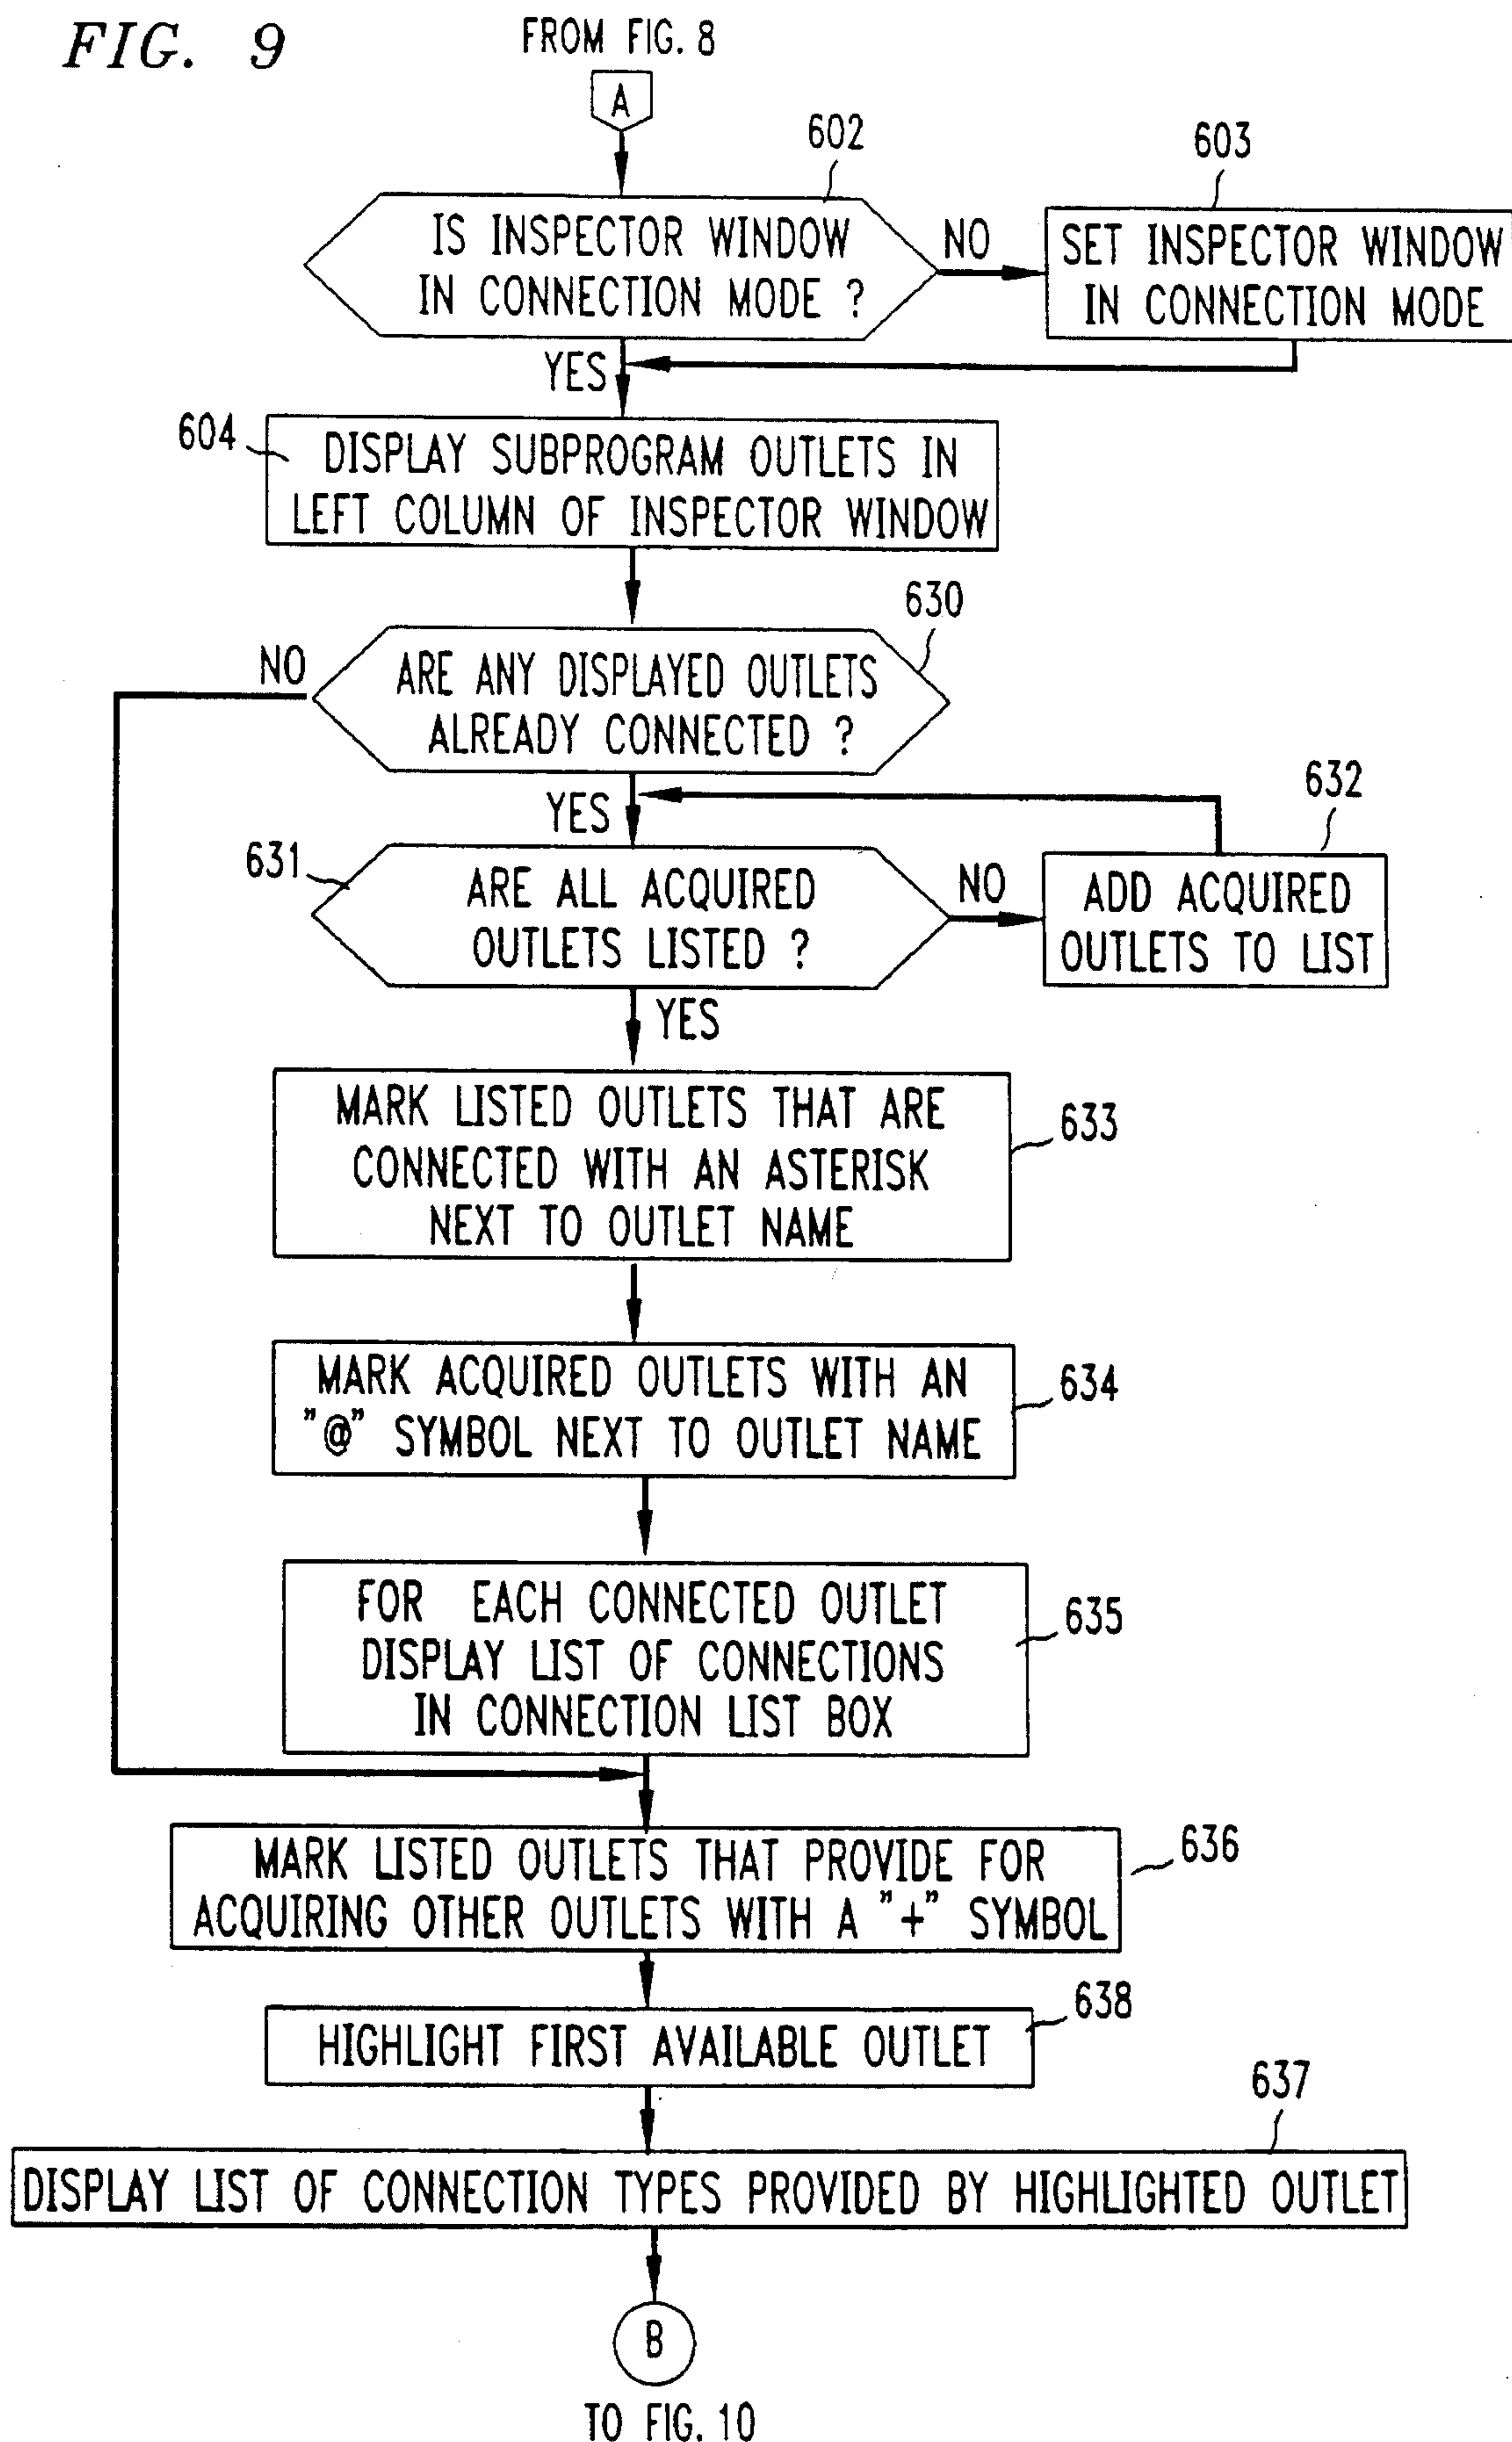 FIG. 9
FROM FIG. 8
A
602
603
IS INSPECTOR WINDOW
IN CONNECTION MODE ?
NO
SET INSPECTOR WINDOW
IN CONNECTION MODE
YES
604
DISPLAY SUBPROGRAM OUTLETS IN
LEFT COLUMN OF INSPECTOR WINDOW
630
NO
ARE ANY DISPLAYED OUTLETS
ALREADY CONNECTED ?
YES
632
631
ARE ALL ACQUIRED
OUTLETS LISTED ?
NO
ADD ACQUIRED
OUTLETS TO LIST
YES
MARK LISTED OUTLETS THAT ARE
CONNECTED WITH AN ASTERISK
NEXT TO OUTLET NAME
633
MARK ACQUIRED OUTLETS WITH AN
"@" SYMBOL NEXT TO OUTLET NAME
634
FOR EACH CONNECTED OUTLET
DISPLAY LIST OF CONNECTIONS
IN CONNECTION LIST BOX
635
MARK LISTED OUTLETS THAT PROVIDE FOR
ACQUIRING OTHER OUTLETS WITH A "+" SYMBOL
636
638
HIGHLIGHT FIRST AVAILABLE OUTLET
637
DISPLAY LIST OF CONNECTION TYPES PROVIDED BY HIGHLIGHTED OUTLET
B
TO FIG. 10